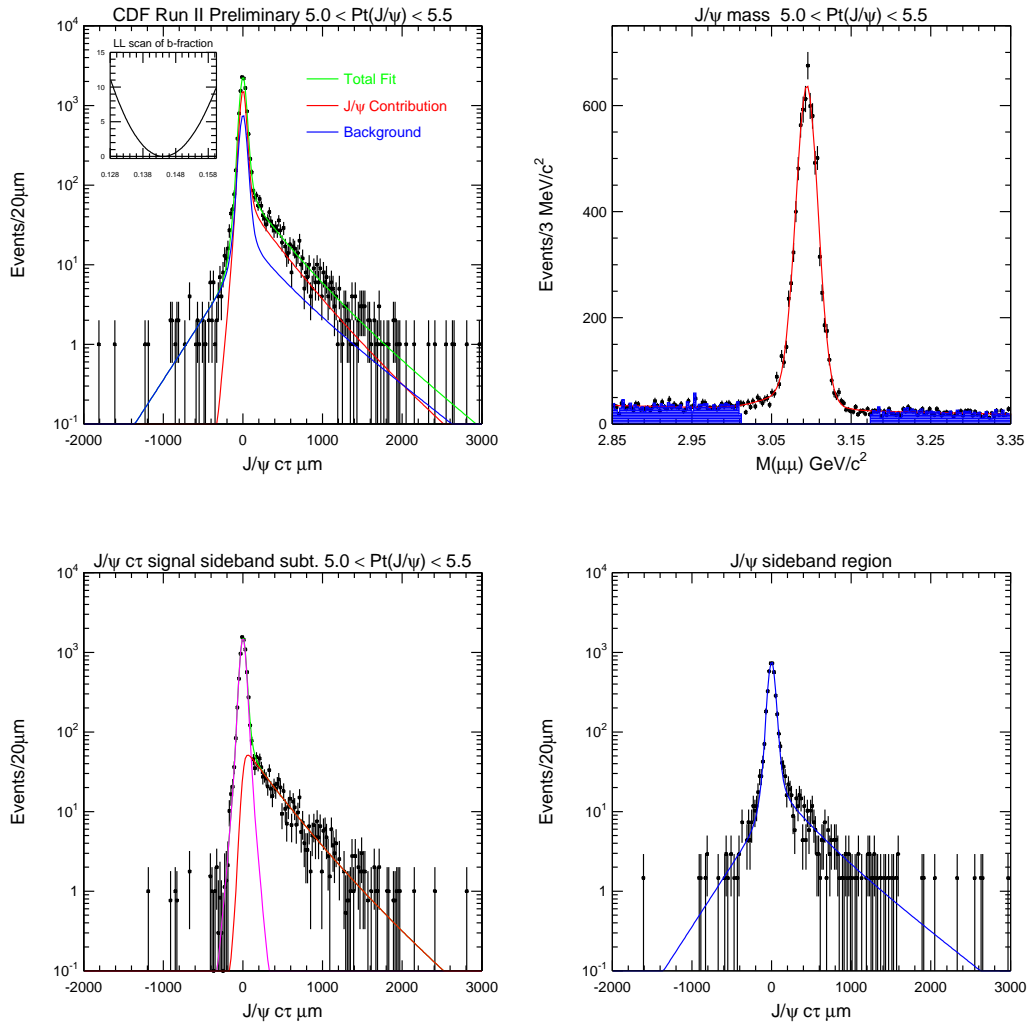 CDF Run II Preliminary 5.0 < Pt(J/ψ) < 5.5
LL scan of b-fraction
15
10
5
0
0.128 0.138 0.148 0.158
Total Fit
J/ψ Contribution
Background
10⁴
10³
10²
10
1
10⁻¹
Events/20μm
-2000 -1000 0 1000 2000 3000
J/ψ cτ μm
J/ψ mass 5.0 < Pt(J/ψ) < 5.5
600
400
200
0
Events/3 MeV/c²
2.85 2.95 3.05 3.15 3.25 3.35
M(μμ) GeV/c²
J/ψ cτ signal sideband subt. 5.0 < Pt(J/ψ) < 5.5
10⁴
10³
10²
10
1
10⁻¹
Events/20μm
-2000 -1000 0 1000 2000 3000
J/ψ cτ μm
J/ψ sideband region
10⁴
10³
10²
10
1
10⁻¹
Events/20μm
-2000 -1000 0 1000 2000 3000
J/ψ cτ μm